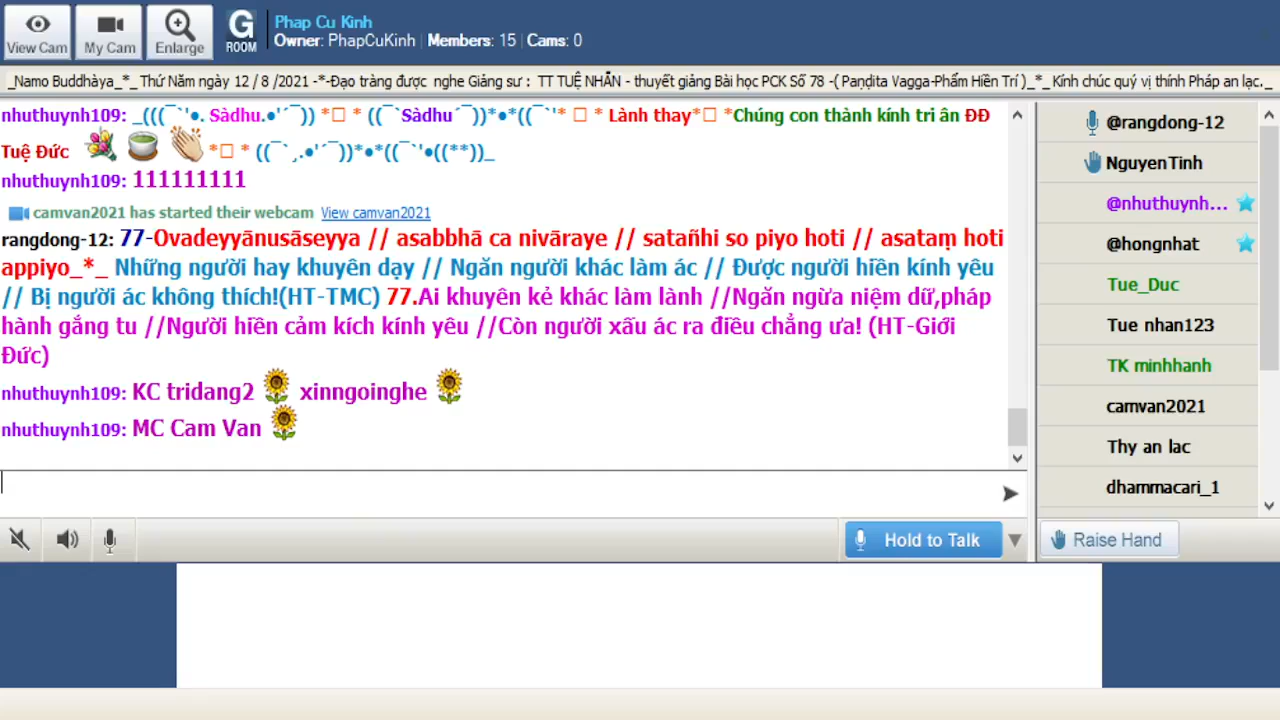 View Cam
My Cam
Enlarge
G
ROOM
Phap Cu Kinh
Owner: PhapCuKinh | Members: 15 | Cams: 0
_Namo Buddhàya_*_ Thứ Năm ngày 12 / 8 /2021 -*-Đạo tràng được nghe Giảng sư : TT TUỆ NHẪN - thuyết giảng Bài học PCK Số 78 -( Paṇḍita Vagga-Phẩm Hiền Trí )_*_ Kính chúc quý vị thính Pháp an lạc._
nhuthuynh109: _(((¯`'•. Sàdhu.•'´¯)) *□ * ((¯`Sàdhu´¯))*•*((¯`'* □ * Lành thay*□ *Chúng con thành kính tri ân ĐĐ
Tuệ Đức *□ * ((¯`¸.•'´¯))*•*((¯`'•((**))_
nhuthuynh109: 111111111
camvan2021 has started their webcam View camvan2021
rangdong-12: 77-Ovadeyyānusāseyya // asabbhā ca nivāraye // satañhi so piyo hoti // asataṃ hoti
appiyo_*_ Những người hay khuyên dạy // Ngăn người khác làm ác // Được người hiền kính yêu
// Bị người ác không thích!(HT-TMC) 77.Ai khuyên kẻ khác làm lành //Ngăn ngừa niệm dữ,pháp
hành gắng tu //Người hiền cảm kích kính yêu //Còn người xấu ác ra điều chẳng ưa! (HT-Giới
Đức)
nhuthuynh109: KC tridang2 xinngoinghe
nhuthuynh109: MC Cam Van
Hold to Talk
@rangdong-12
NguyenTinh
@nhuthuynh...
@hongnhat
Tue_Duc
Tue nhan123
TK minhhanh
camvan2021
Thy an lac
dhammacari_1
Raise Hand